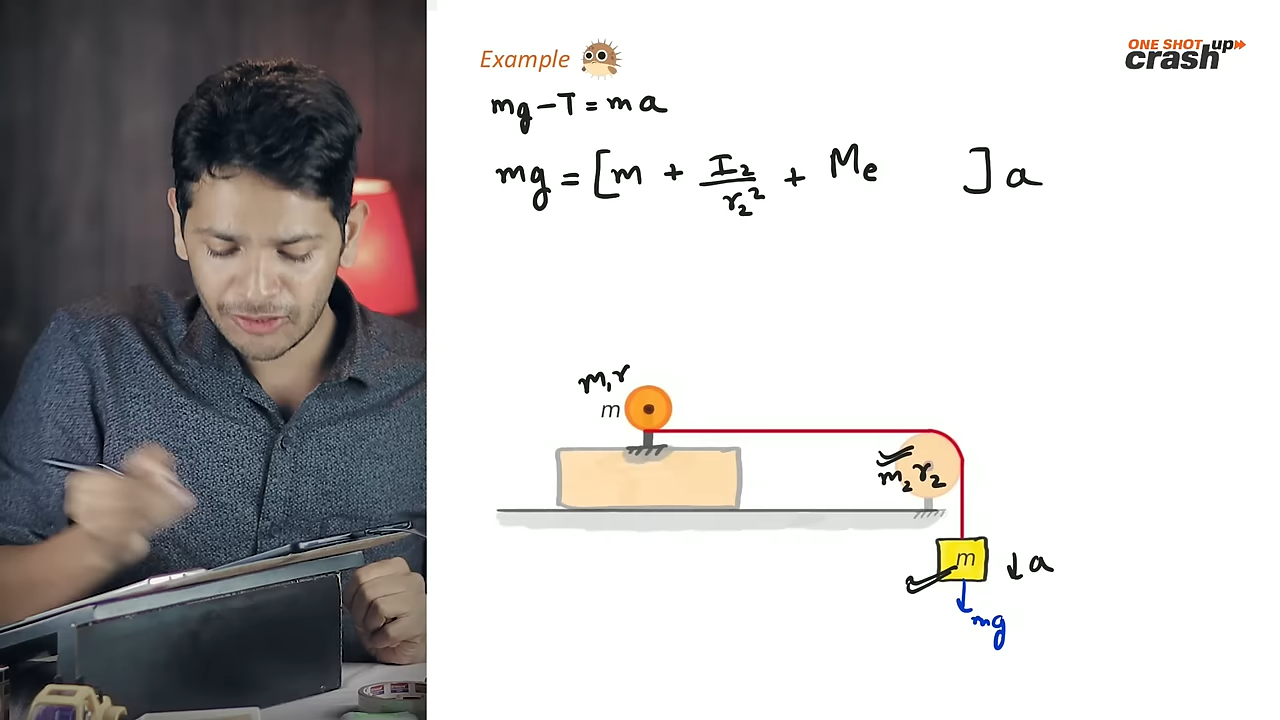 Example
ONE SHOT
crash up
mg - T = ma
mg = [m + I₂/r₂² + Mₑ ] a
m, r
m
m₂ r₂
m
↓a
mg